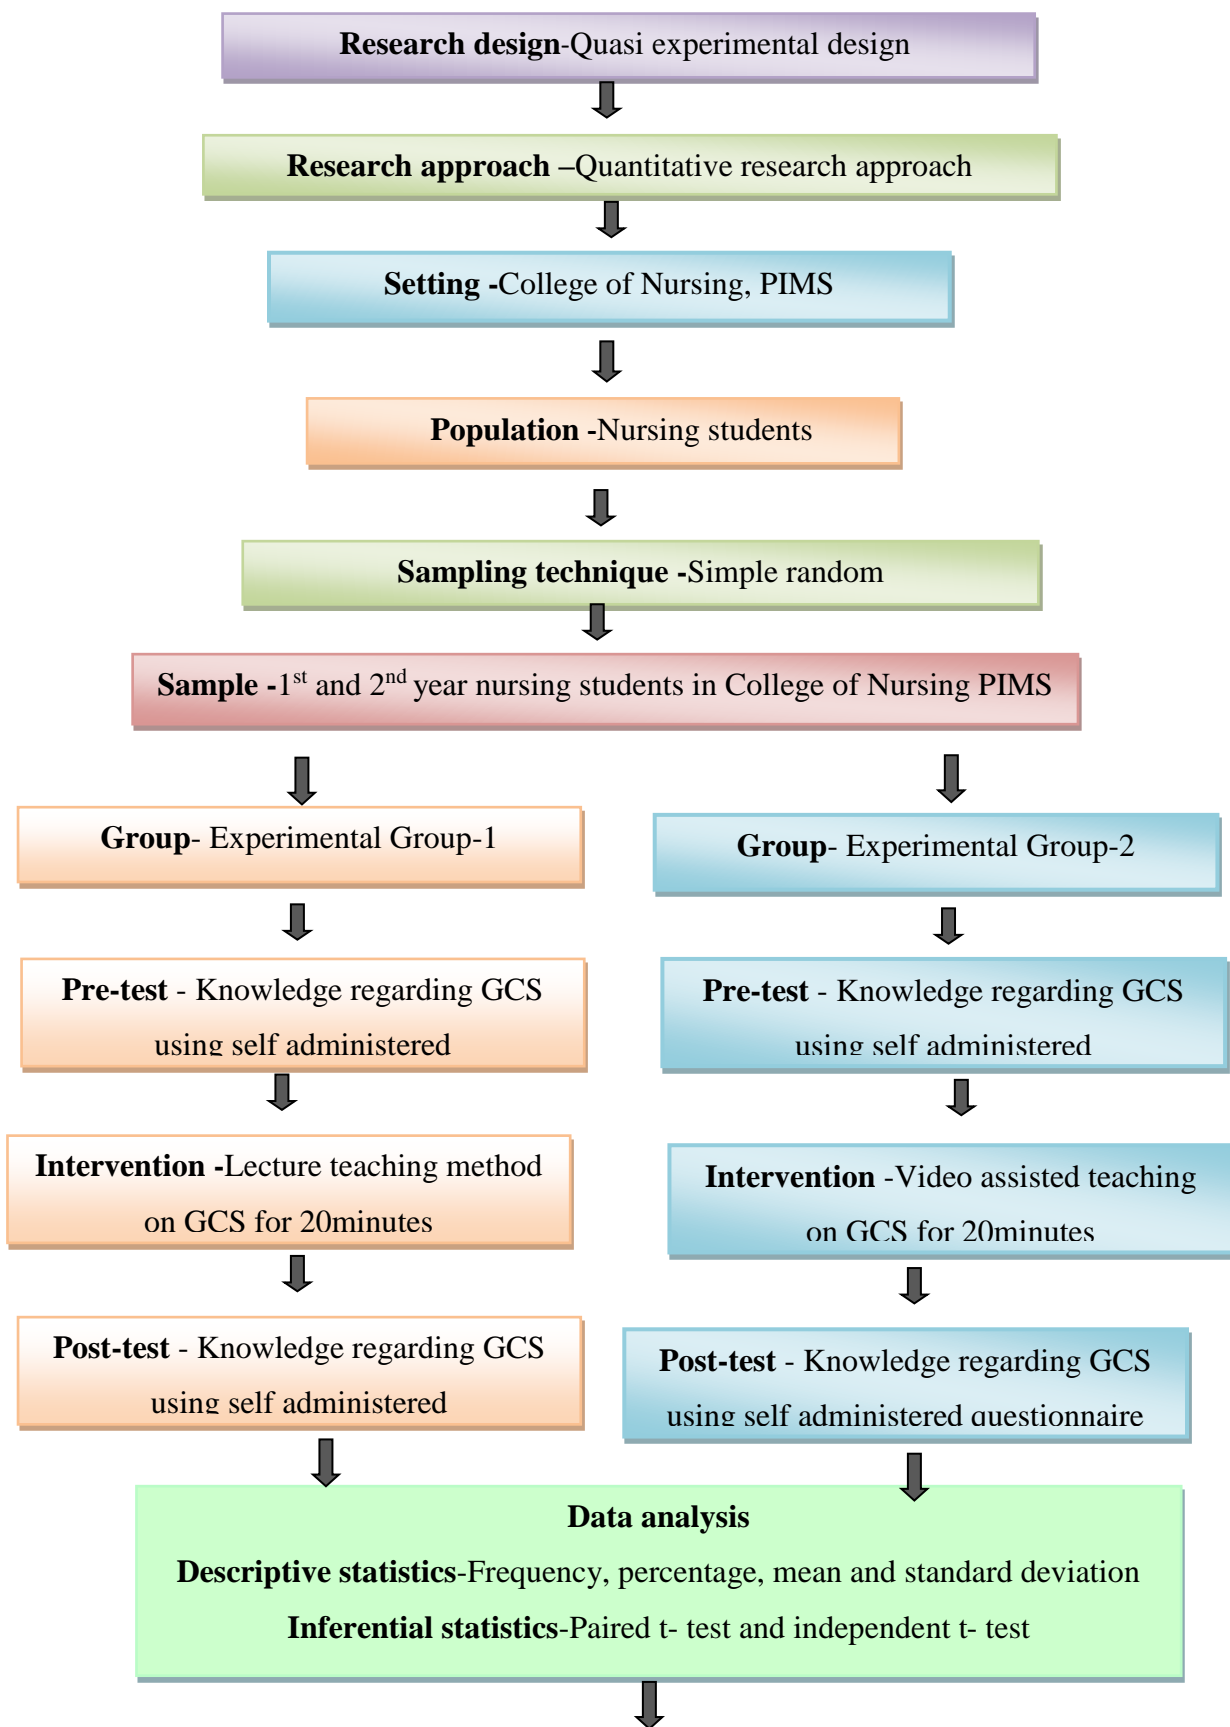 Research design-Quasi experimental design
Research approach –Quantitative research approach
Setting -College of Nursing, PIMS
Population -Nursing students
Sampling technique -Simple random
Sample -1st and 2nd year nursing students in College of Nursing PIMS
Group- Experimental Group-1
Group- Experimental Group-2
Pre-test - Knowledge regarding GCS
using self administered
Pre-test - Knowledge regarding GCS
using self administered
Intervention -Lecture teaching method
on GCS for 20minutes
Intervention -Video assisted teaching
on GCS for 20minutes
Post-test - Knowledge regarding GCS
using self administered
Post-test - Knowledge regarding GCS
using self administered questionnaire
Data analysis
Descriptive statistics-Frequency, percentage, mean and standard deviation
Inferential statistics-Paired t- test and independent t- test